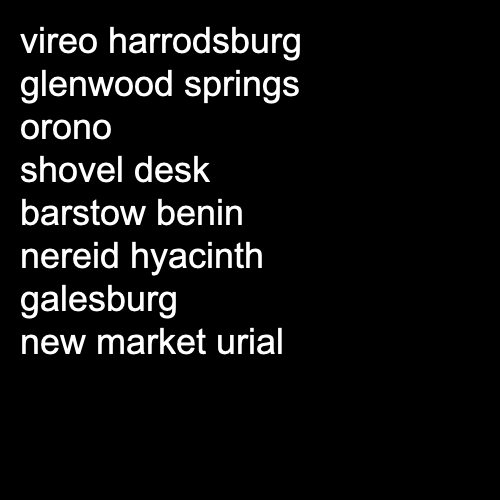 vireo harrodsburg
glenwood springs
orono
shovel desk
barstow benin
nereid hyacinth
galesburg
new market urial